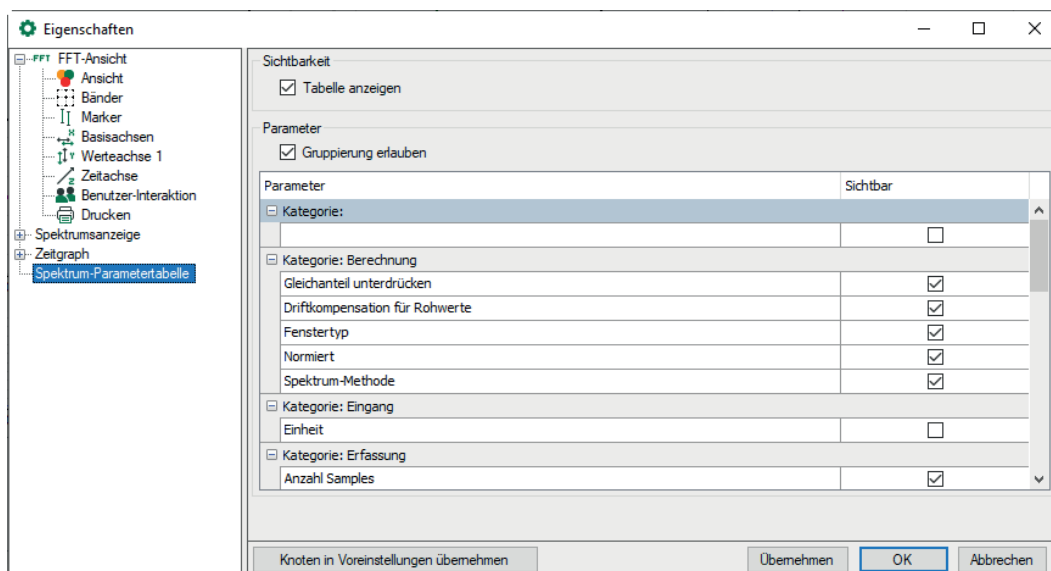 Eigenschaften
FFT FFT-Ansicht
Ansicht
Bänder
Marker
Basisachsen
Werteachse 1
Zeitachse
Benutzer-Interaktion
Drucken
Spektrumsanzeige
Zeitgraph
Spektrum-Parametertabelle
Sichtbarkeit
Tabelle anzeigen
Parameter
Gruppierung erlauben
Parameter Sichtbar
Kategorie:
Kategorie: Berechnung
Gleichanteil unterdrücken
Driftkompensation für Rohwerte
Fenstertyp
Normiert
Spektrum-Methode
Kategorie: Eingang
Einheit
Kategorie: Erfassung
Anzahl Samples
Knoten in Voreinstellungen übernehmen Übernehmen OK Abbrechen